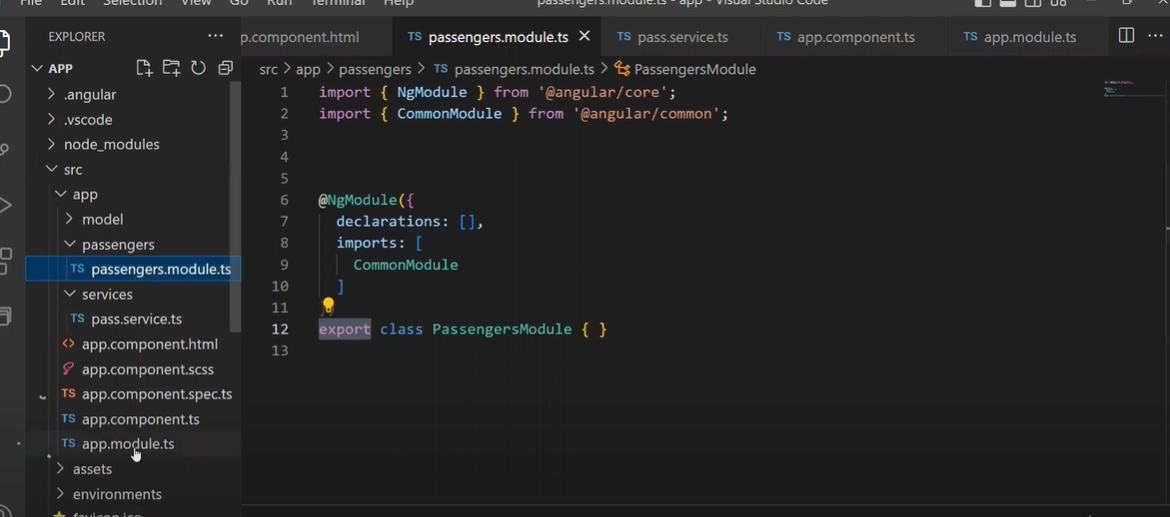 File Edit Selection View Go Run Terminal Help passengers.module.ts - app - Visual Studio Code
EXPLORER
APP
.angular
.vscode
node_modules
src
app
model
passengers
TS passengers.module.ts
services
TS pass.service.ts
<> app.component.html
app.component.scss
TS app.component.spec.ts
TS app.component.ts
TS app.module.ts
assets
environments
favicon.ico
p.component.html TS passengers.module.ts TS pass.service.ts TS app.component.ts TS app.module.ts
src > app > passengers > TS passengers.module.ts > PassengersModule
1 import { NgModule } from '@angular/core';
2 import { CommonModule } from '@angular/common';
3
4
5
6 @NgModule({
7 declarations: [],
8 imports: [
9 CommonModule
10 ]
11 })
12 export class PassengersModule { }
13